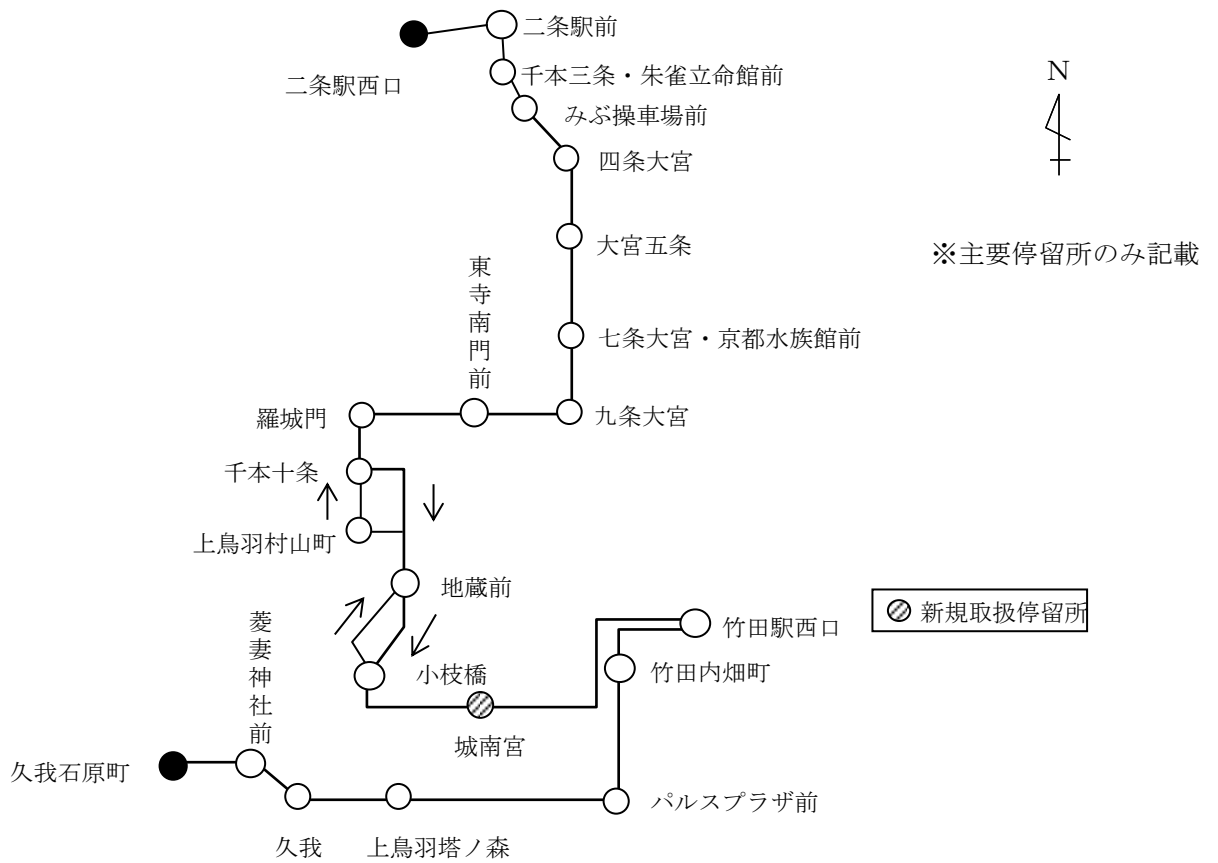 二条駅前
二条駅西口
千本三条・朱雀立命館前
みぶ操車場前
N
四条大宮
大宮五条
※主要停留所のみ記載
東寺南門前
七条大宮・京都水族館前
羅城門
九条大宮
千本十条
上鳥羽村山町
地蔵前
新規取扱停留所
菱妻神社前
竹田駅西口
小枝橋
竹田内畑町
城南宮
久我石原町
パルスプラザ前
久我
上鳥羽塔ノ森